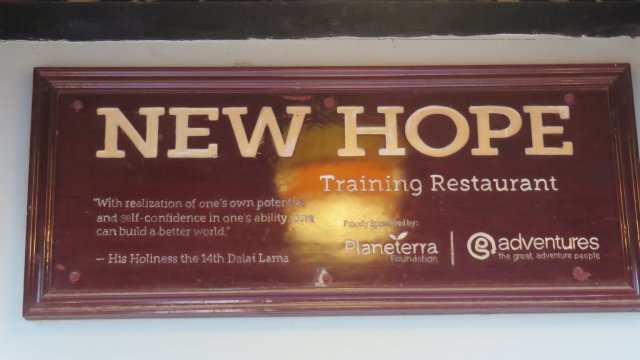 NEW HOPE
Training Restaurant
"With realization of one's own potential
and self-confidence in one's ability, one
can build a better world."
— His Holiness the 14th Dalai Lama
Proudly Sponsored by:
Planeterra
Foundation
g adventures
the great adventure people